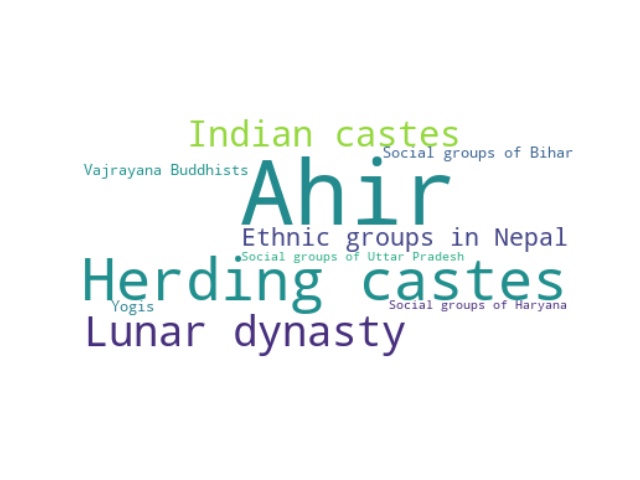 Indian castes
Social groups of Bihar
Vajrayana Buddhists
Ahir
Ethnic groups in Nepal
Social groups of Uttar Pradesh
Herding castes
Yogis
Social groups of Haryana
Lunar dynasty